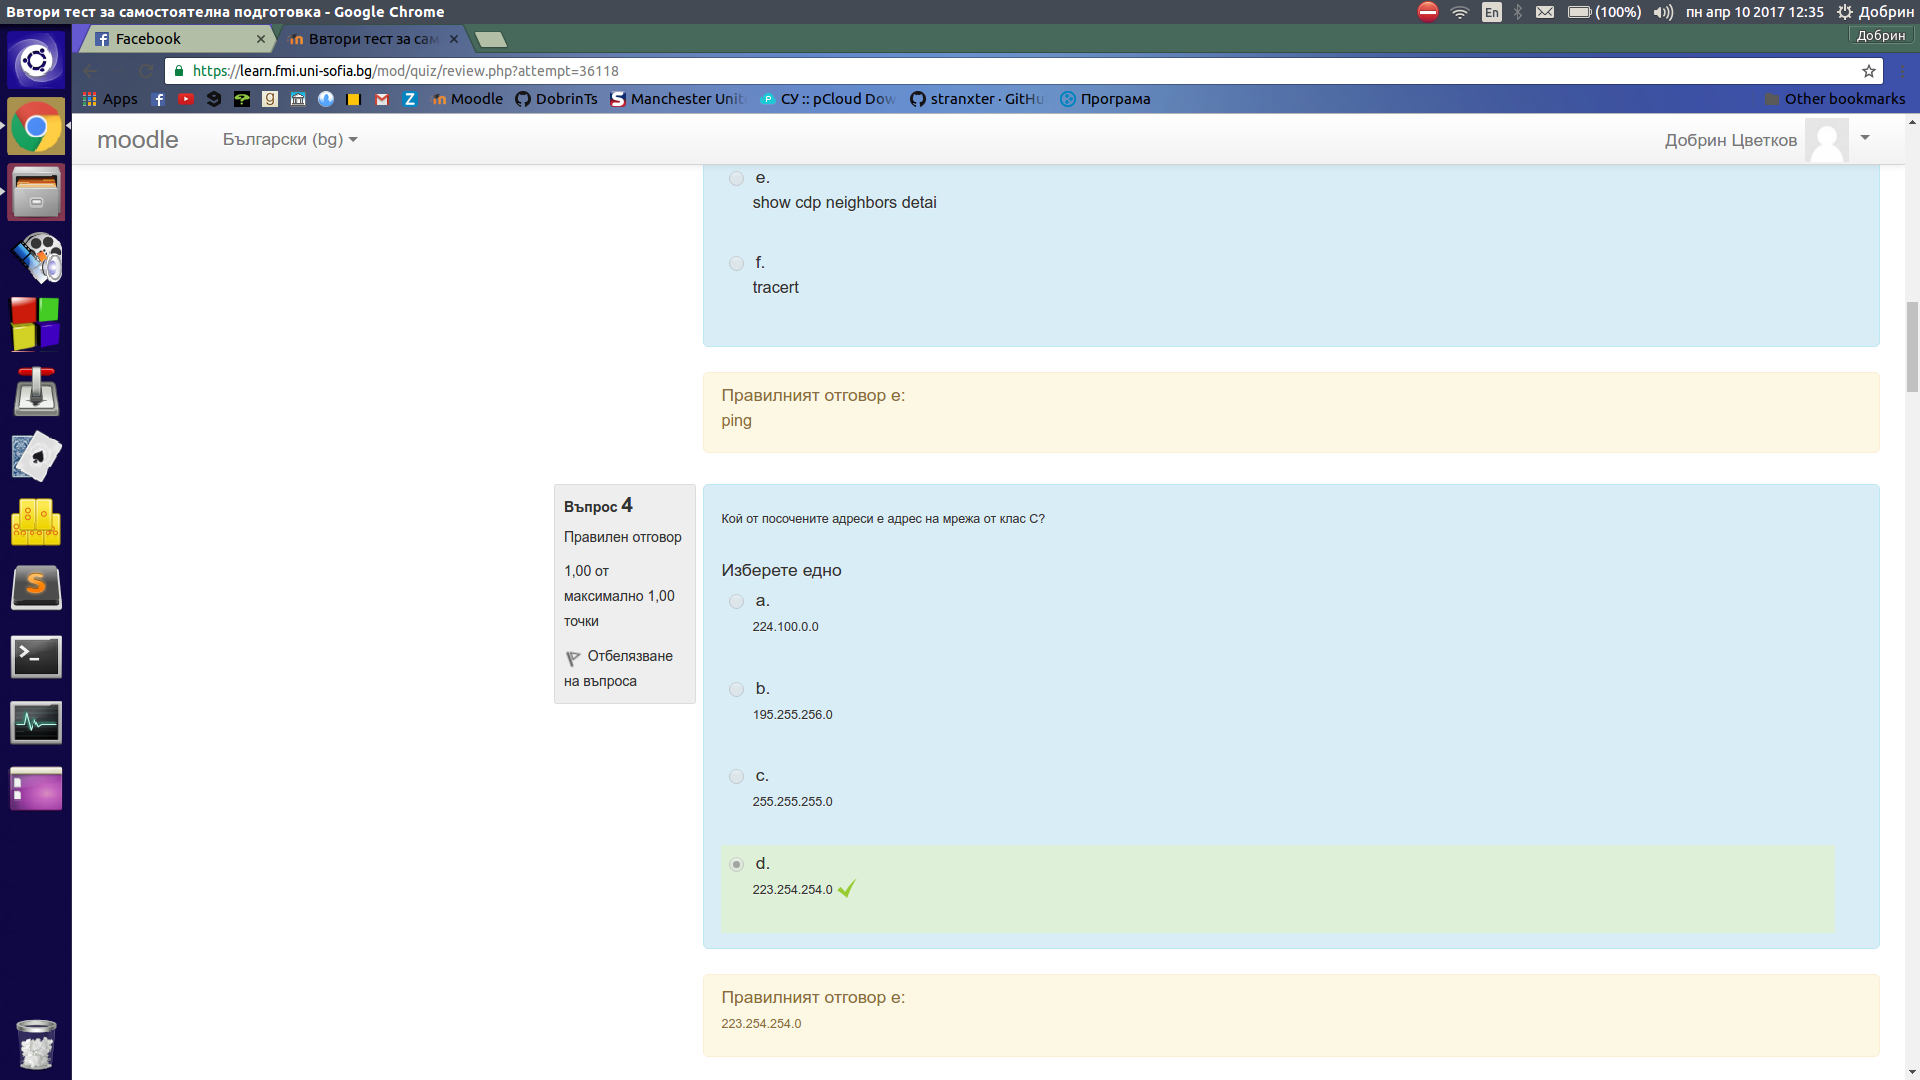 Ввтори тест за самостоятелна подготовка - Google Chrome
En (100%) пн апр 10 2017 12:35 Добрин
Facebook
Ввтори тест за сам
Добрин
https://learn.fmi.uni-sofia.bg/mod/quiz/review.php?attempt=36118
Apps Moodle DobrinTs Manchester Unit СУ :: pCloud Dow stranxter · GitHu Програма Other bookmarks
moodle Български (bg) Добрин Цветков
e.
show cdp neighbors detai
f.
tracert
Правилният отговор е:
ping
Въпрос 4
Правилен отговор
1,00 от
максимално 1,00
точки
Отбелязване
на въпроса
Кой от посочените адреси е адрес на мрежа от клас С?
Изберете едно
a.
224.100.0.0
b.
195.255.256.0
c.
255.255.255.0
d.
223.254.254.0
Правилният отговор е:
223.254.254.0